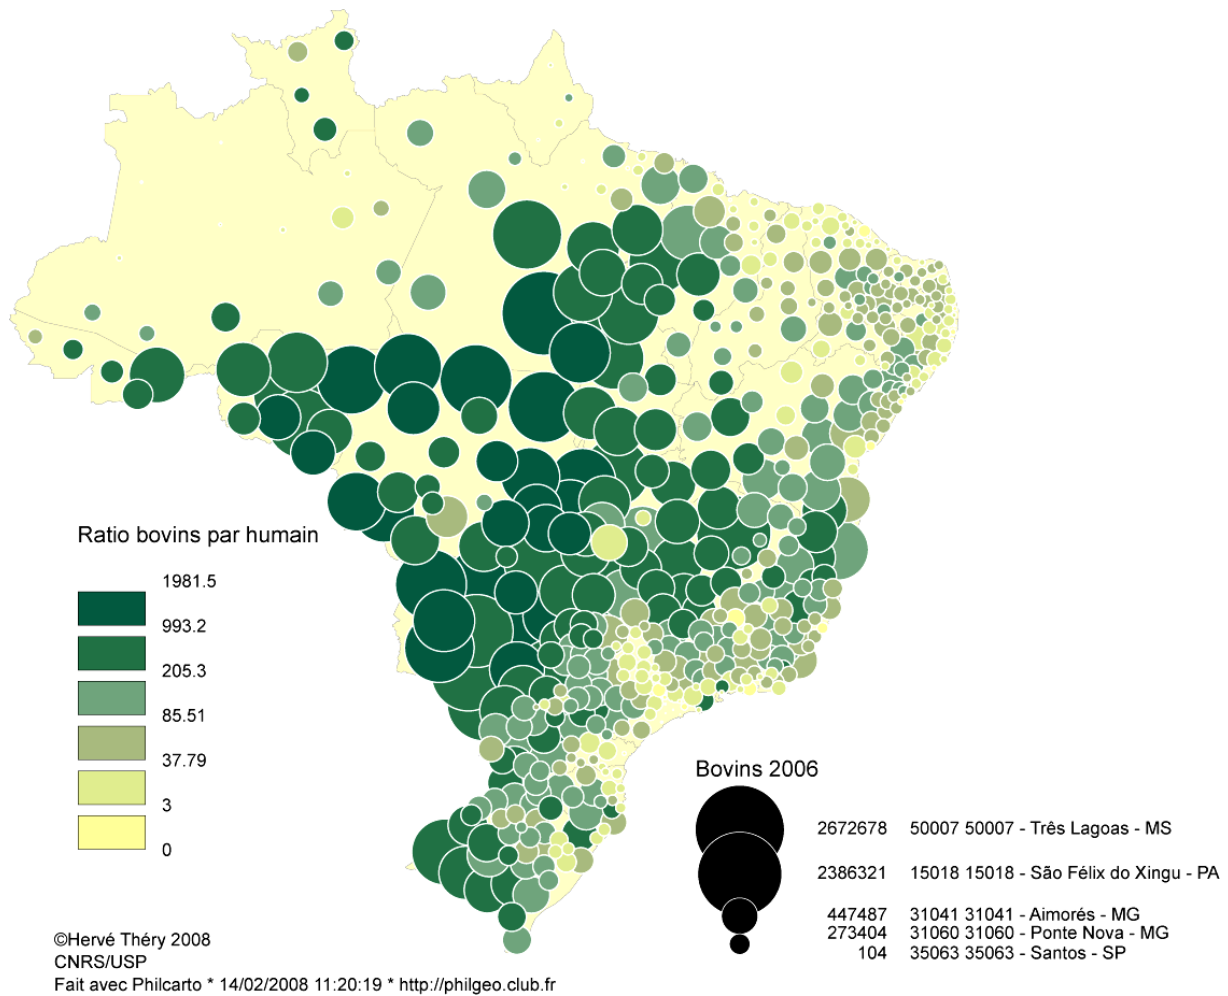 Ratio bovins par humain
1981.5
993.2
205.3
85.51
37.79
3
0
Bovins 2006
2672678 50007 50007 - Três Lagoas - MS
2386321 15018 15018 - São Félix do Xingu - PA
447487 31041 31041 - Aimorés - MG
273404 31060 31060 - Ponte Nova - MG
104 35063 35063 - Santos - SP
©Hervé Théry 2008
CNRS/USP
Fait avec Philcarto * 14/02/2008 11:20:19 * http://philgeo.club.fr